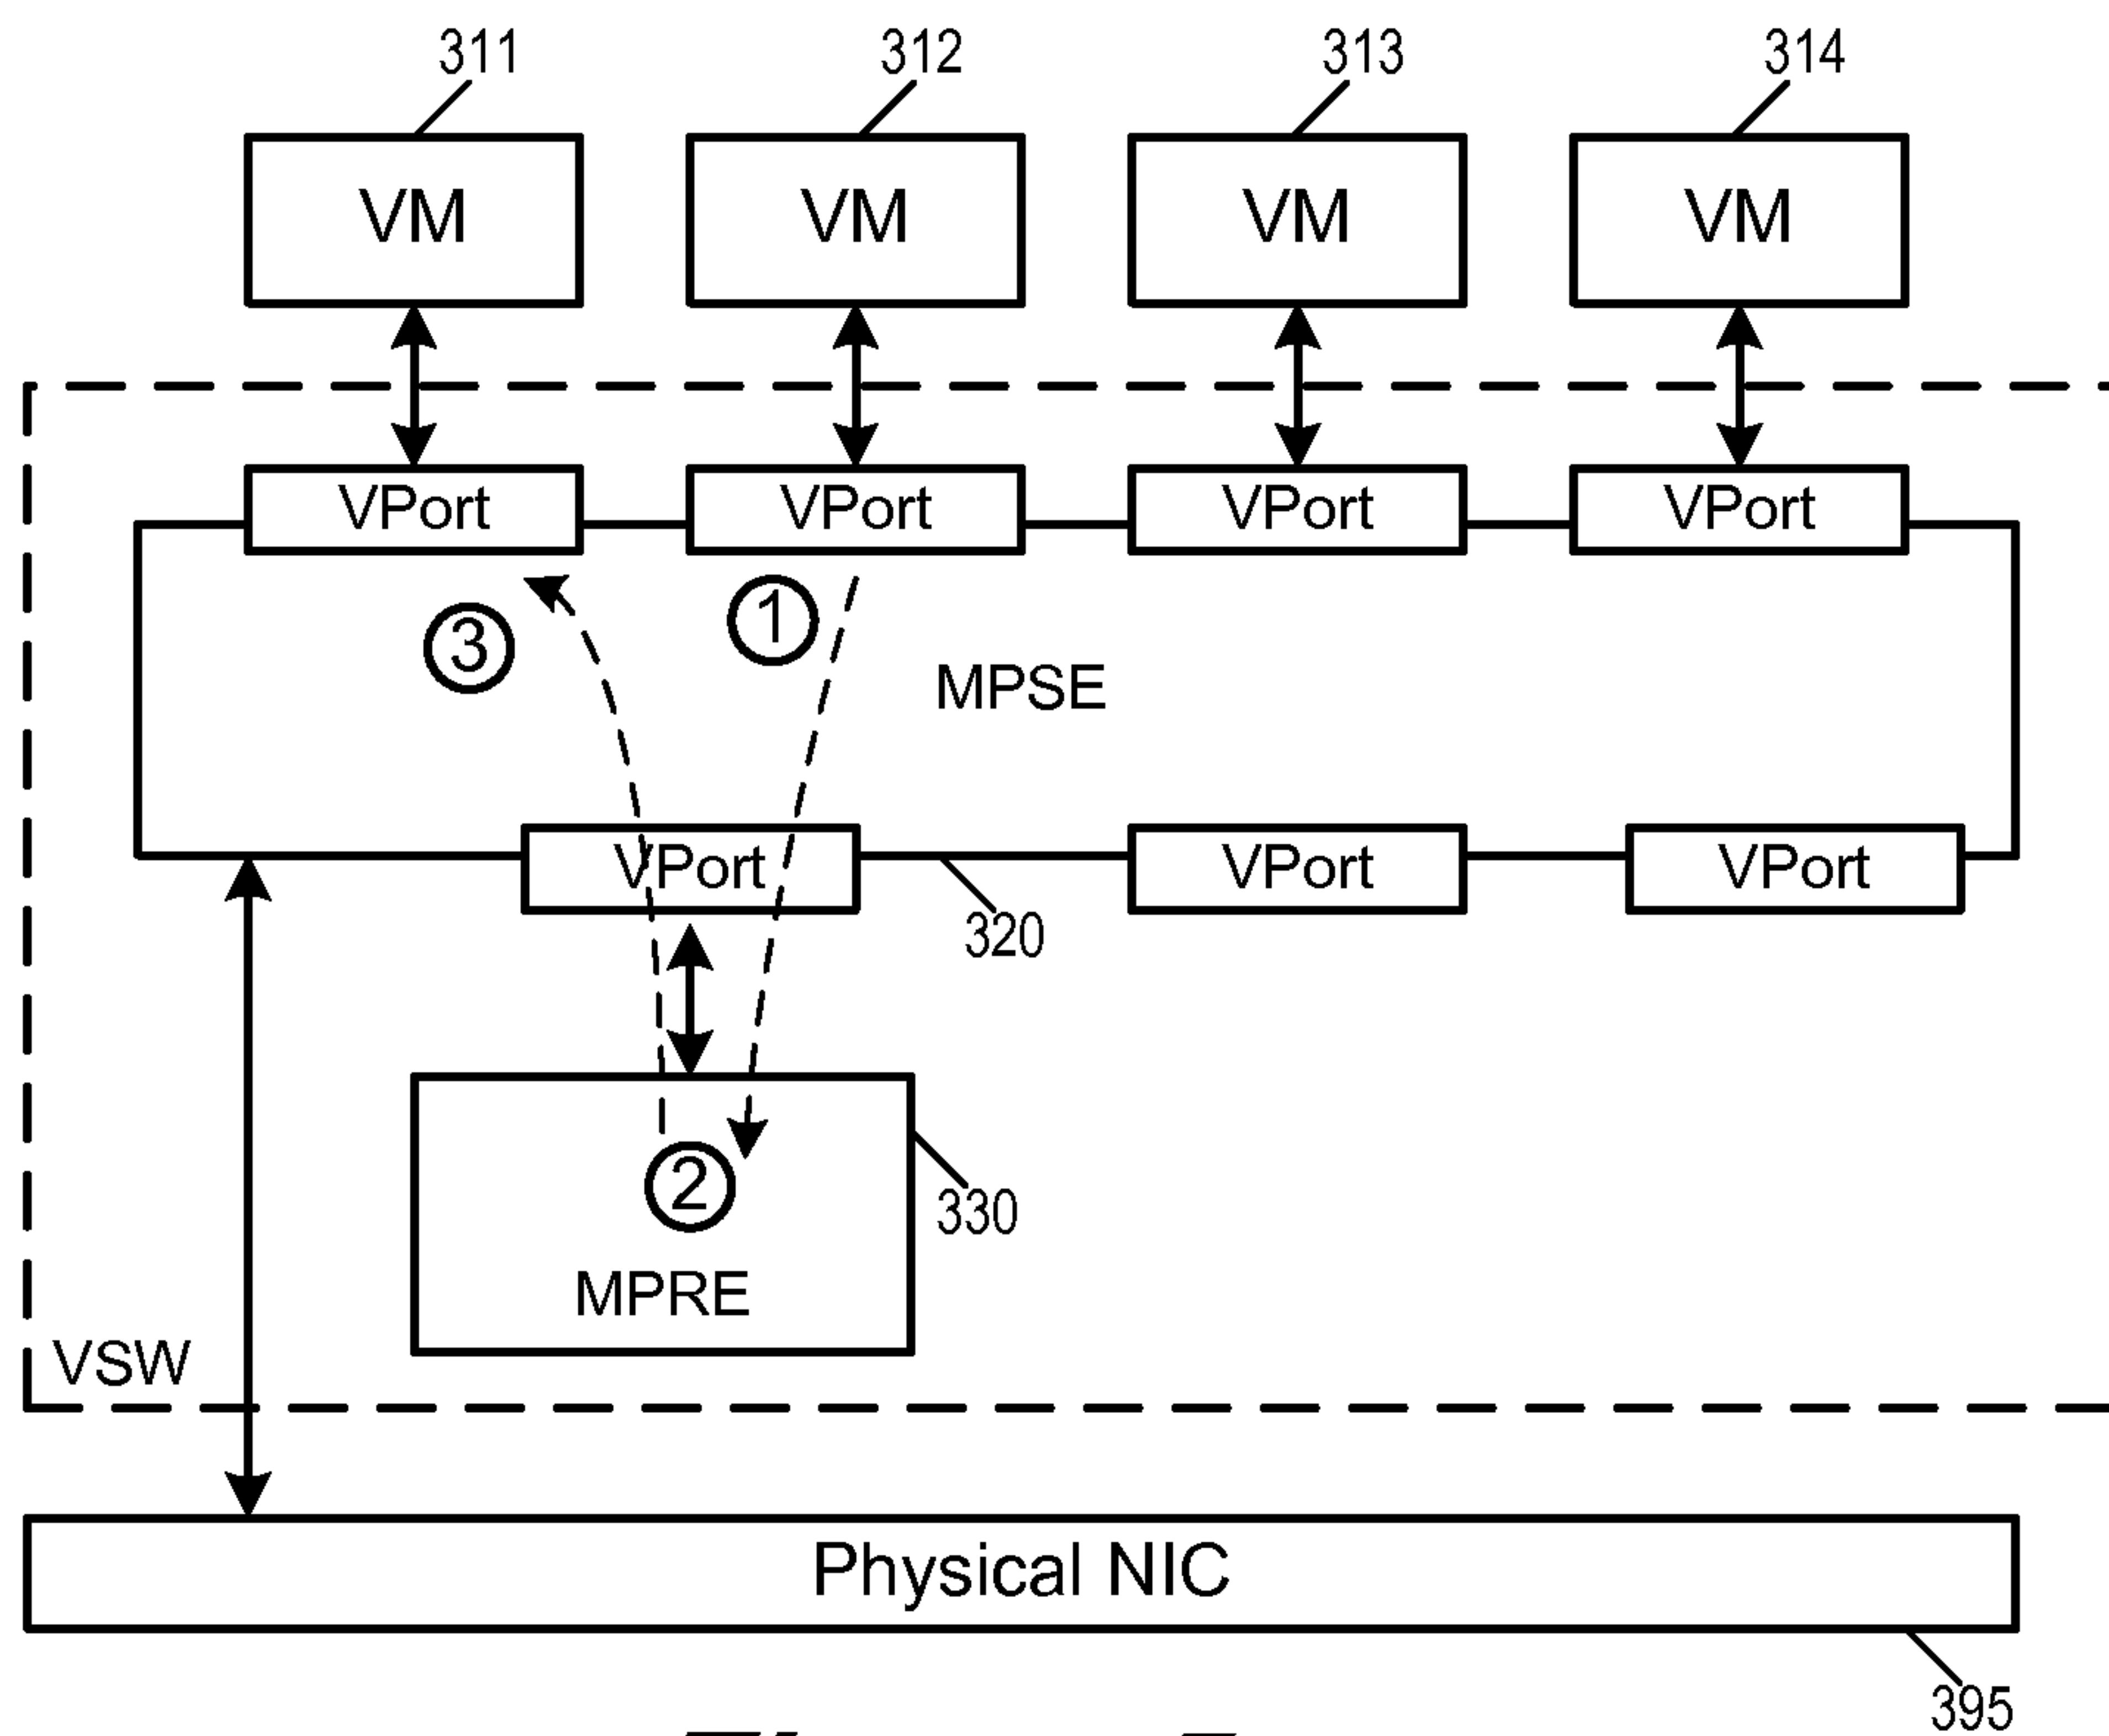 311 312 313 314
VM VM VM VM
VPort VPort VPort VPort
3 1
MPSE
VPort VPort VPort
320
2
330
MPRE
VSW
Physical NIC
395